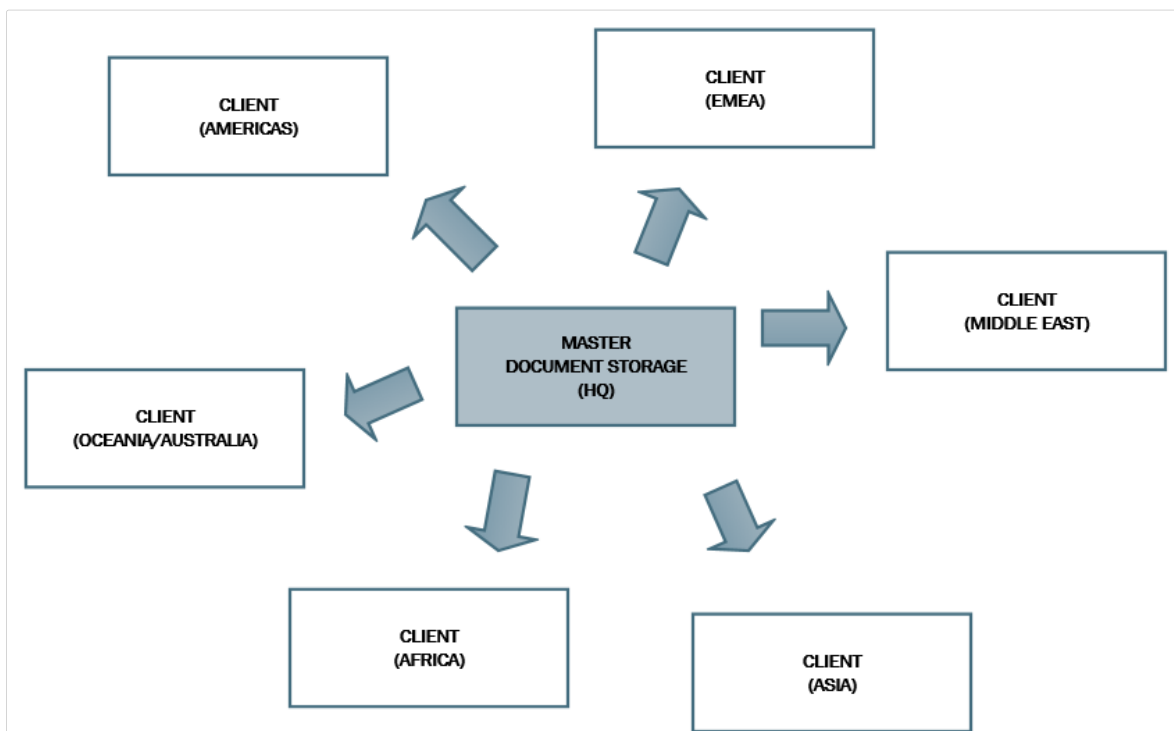 CLIENT
(AMERICAS)
CLIENT
(EMEA)
CLIENT
(MIDDLE EAST)
MASTER
DOCUMENT STORAGE
(HQ)
CLIENT
(OCEANIA/AUSTRALIA)
CLIENT
(AFRICA)
CLIENT
(ASIA)